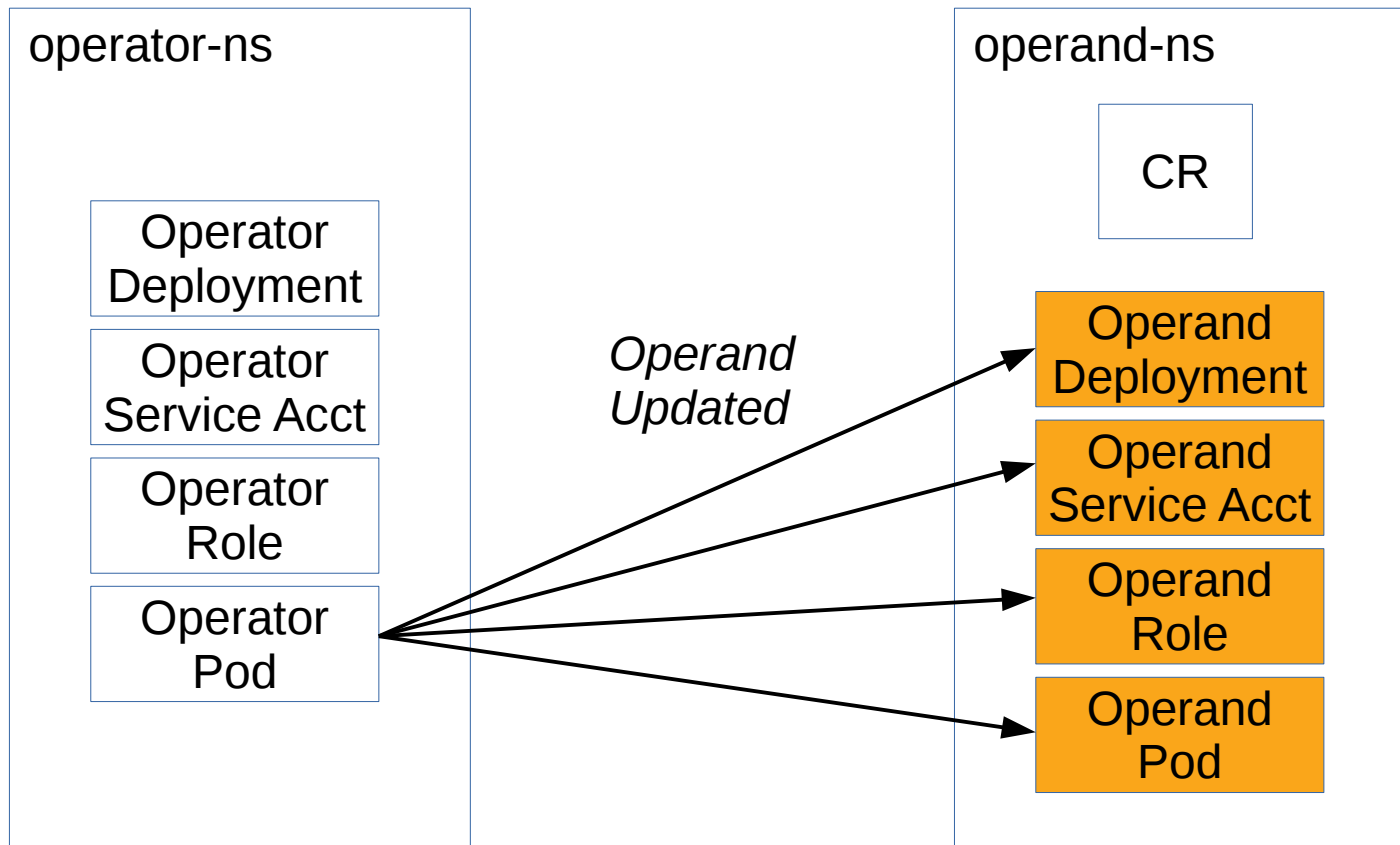 operator-ns
Operator
Deployment
Operator
Service Acct
Operator
Role
Operator
Pod
Operand
Updated
operand-ns
CR
Operand
Deployment
Operand
Service Acct
Operand
Role
Operand
Pod